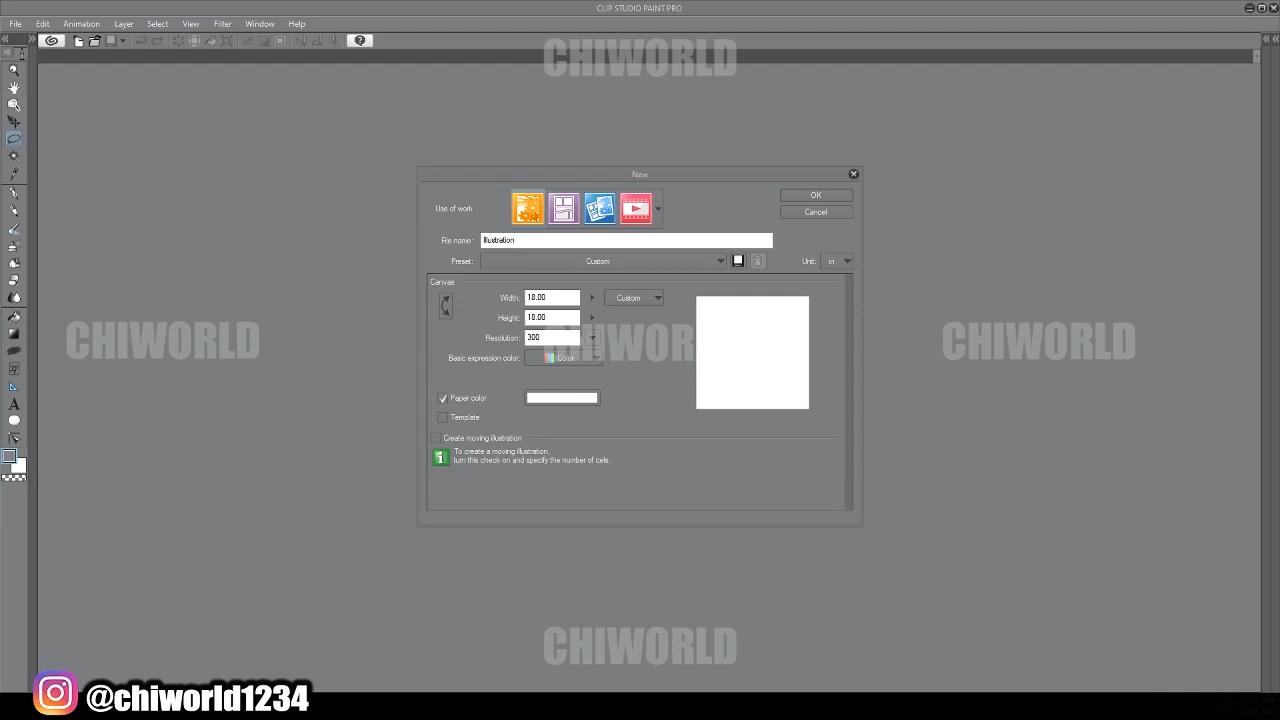 CLIP STUDIO PAINT PRO
File Edit Animation Layer Select View Filter Window Help
CHIWORLD
New
Use of work:
OK
Cancel
File name: Illustration
Preset: Custom Unit: in
Canvas
Width: 18.00 Custom
Height: 18.00
Resolution: 300
Basic expression color: Color
Paper color
Template
Create moving illustration
To create a moving illustration,
turn this check on and specify the number of cels.
CHIWORLD
CHIWORLD
CHIWORLD
CHIWORLD
@chiworld1234